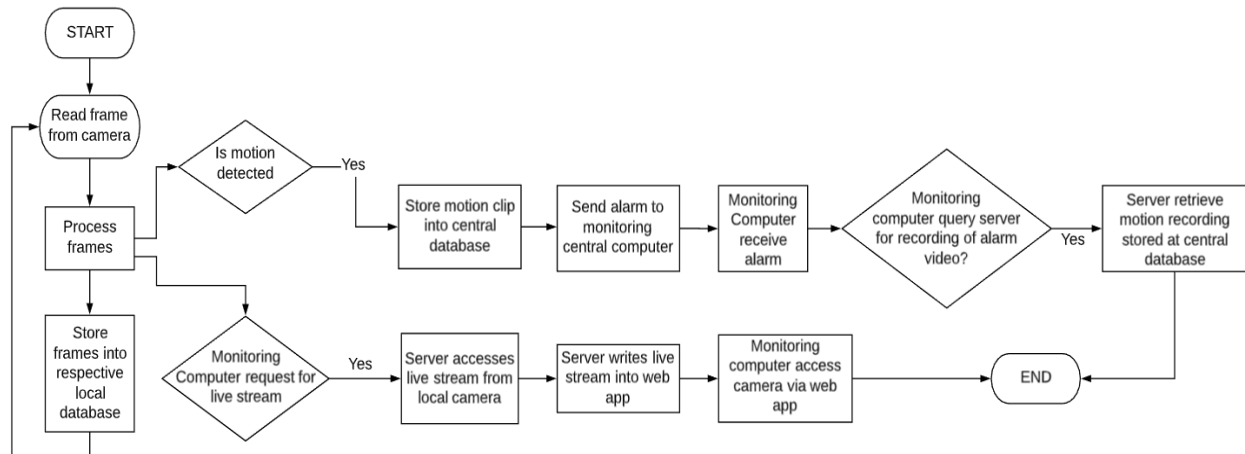 START
Read frame
from camera
Process
frames
Store
frames into
respective
local
database
Is motion
detected
Yes
Store motion clip
into central
database
Send alarm to
monitoring
central computer
Monitoring
Computer
receive
alarm
Monitoring
computer query server
for recording of alarm
video?
Yes
Server retrieve
motion recording
stored at central
database
Monitoring
Computer request for
live stream
Yes
Server accesses
live stream from
local camera
Server writes live
stream into web
app
Monitoring
computer access
camera via web
app
END